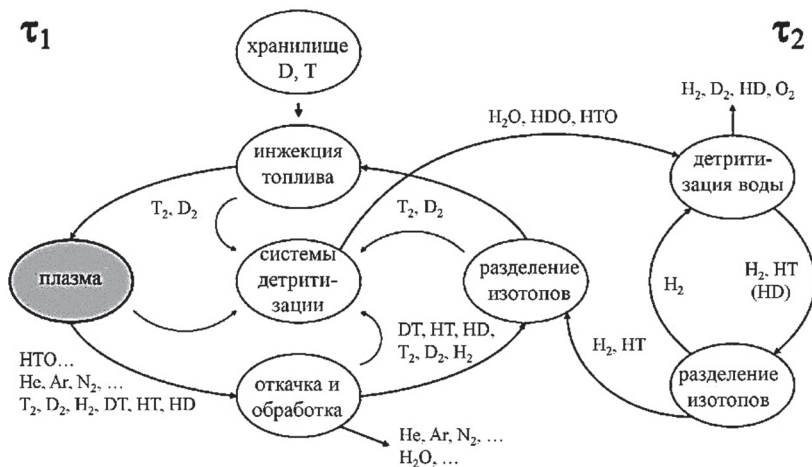 τ₁
хранилище
D, T
τ₂
H₂, D₂, HD, O₂
H₂O, HDO, HTO
инжекция
топлива
детрити-
зация воды
T₂, D₂
T₂, D₂
плазма
системы
детрити-
зации
разделение
изотопов
H₂
H₂, HT
(HD)
DT, HT, HD,
T₂, D₂, H₂
H₂, HT
HTO...
He, Ar, N₂, ...
T₂, D₂, H₂, DT, HT, HD
откачка и
обработка
разделение
изотопов
He, Ar, N₂, ...
H₂O, ...